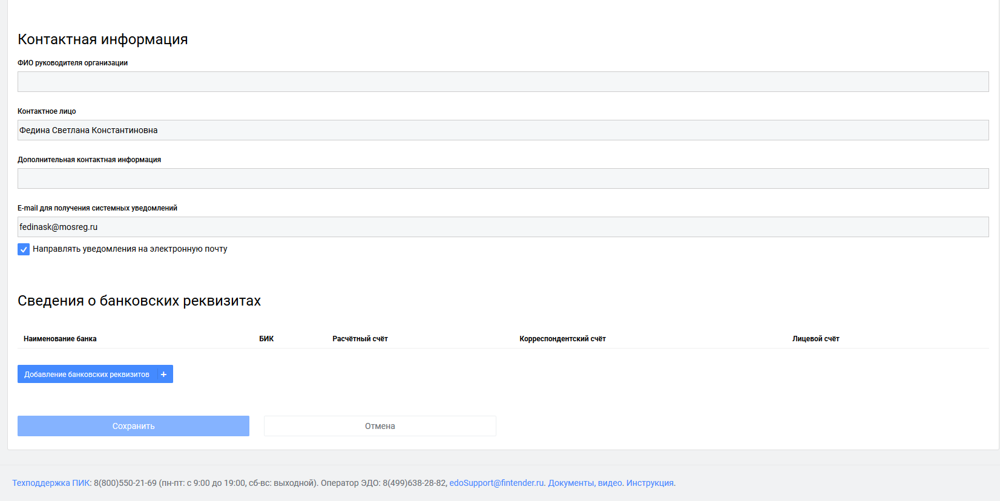 Контактная информация
ФИО руководителя организации
Контактное лицо
Федина Светлана Константиновна
Дополнительная контактная информация
E-mail для получения системных уведомлений
fedinask@mosreg.ru
Направлять уведомления на электронную почту
Сведения о банковских реквизитах
Наименование банка БИК Расчётный счёт Корреспондентский счёт Лицевой счёт
Добавление банковских реквизитов +
Сохранить Отмена
Техподдержка ПИК: 8(800)550-21-69 (пн-пт: с 9:00 до 19:00, сб-вс: выходной). Оператор ЭДО: 8(499)638-28-82, edoSupport@fintender.ru. Документы, видео. Инструкция.